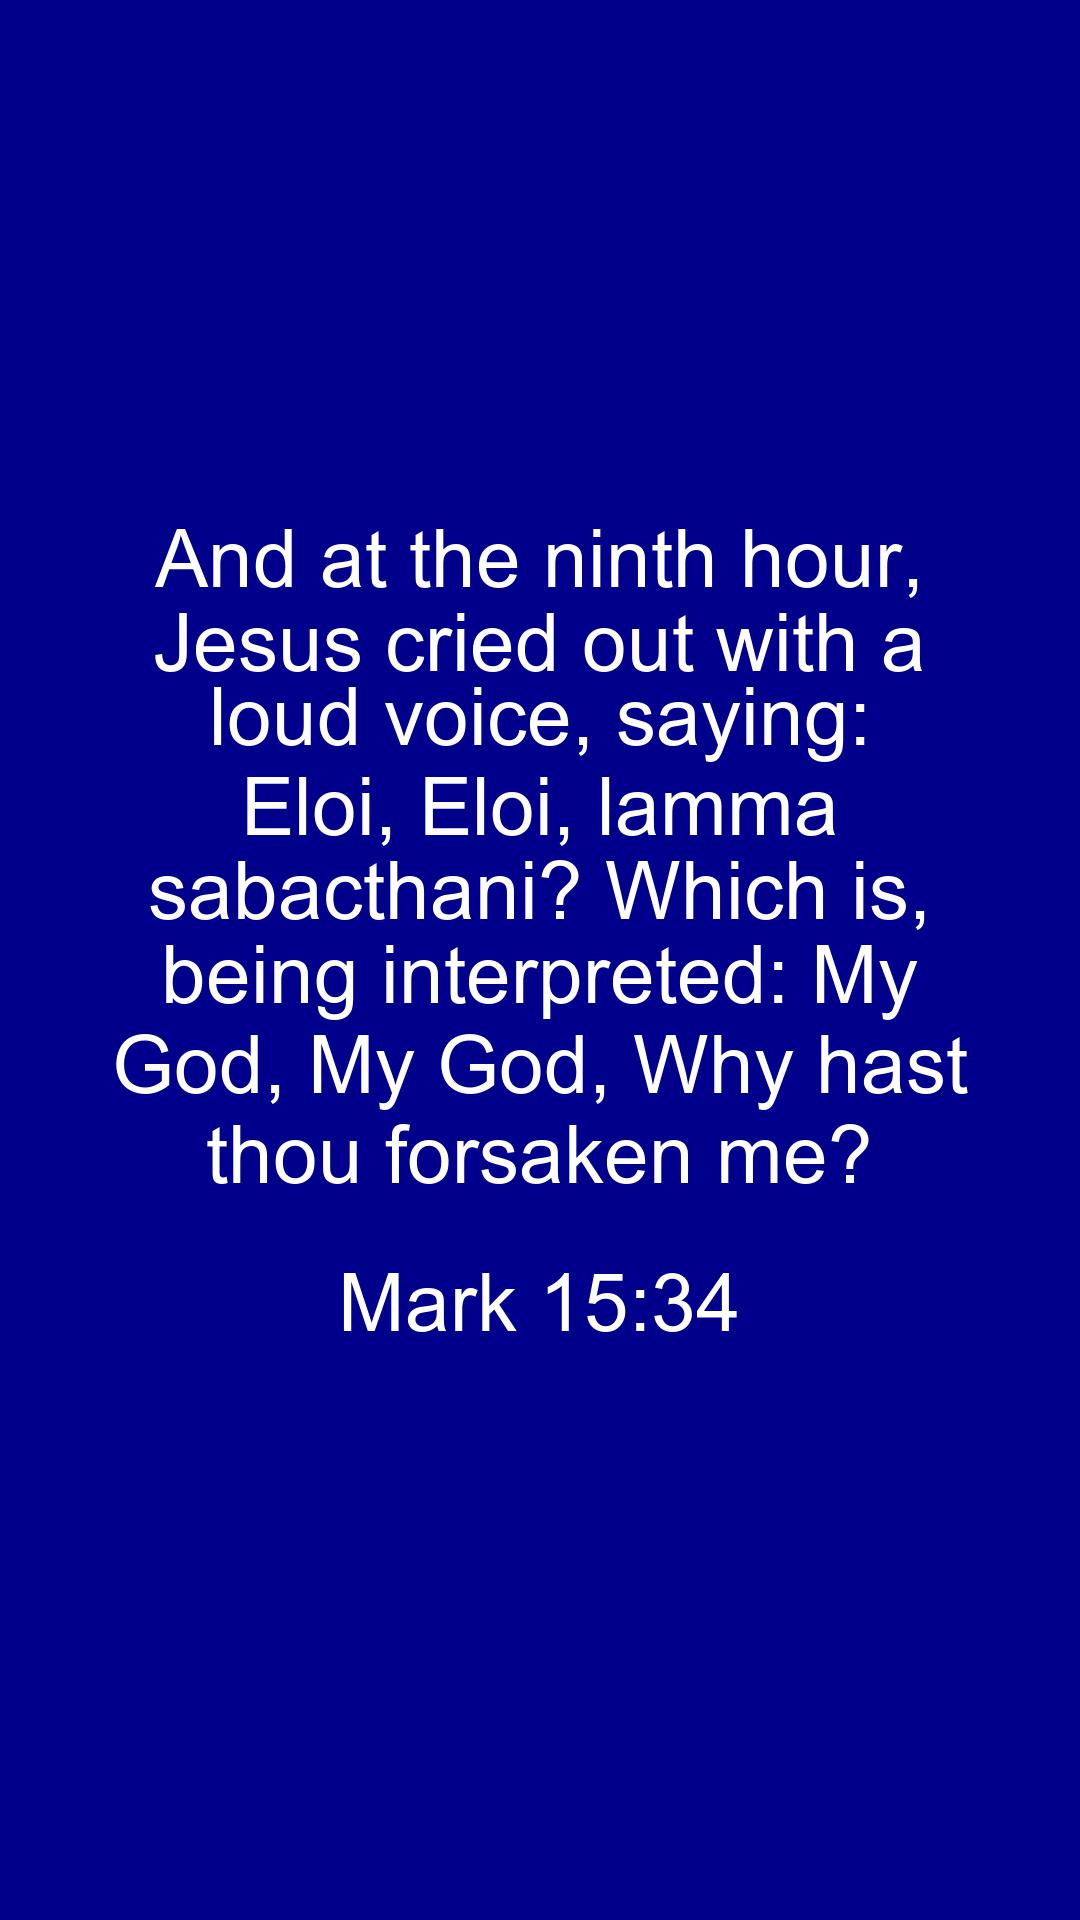 And at the ninth hour,
Jesus cried out with a
loud voice, saying:
Eloi, Eloi, lamma
sabacthani? Which is,
being interpreted: My
God, My God, Why hast
thou forsaken me?
Mark 15:34